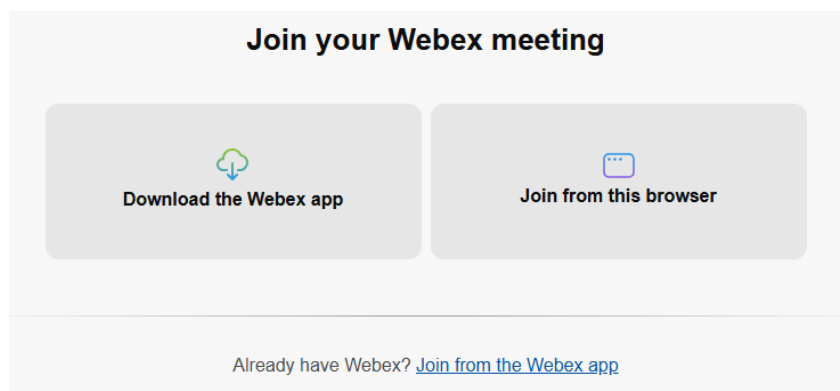 Join your Webex meeting
Download the Webex app
Join from this browser
Already have Webex? Join from the Webex app